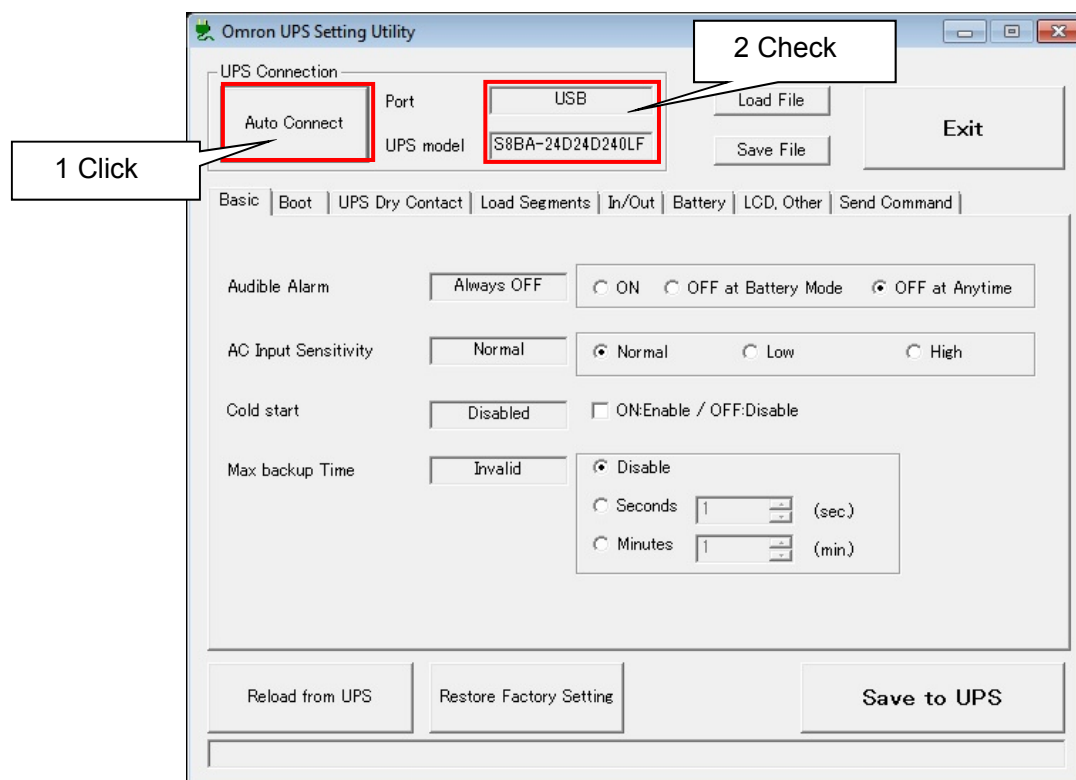 Omron UPS Setting Utility
2 Check
UPS Connection
Auto Connect
Port
USB
Load File
Exit
UPS model
S8BA-24D24D240LF
Save File
1 Click
Basic Boot UPS Dry Contact Load Segments In/Out Battery LCD, Other Send Command
Audible Alarm Always OFF ON OFF at Battery Mode OFF at Anytime
AC Input Sensitivity Normal Normal Low High
Cold start Disabled ON:Enable / OFF:Disable
Max backup Time Invalid Disable
Seconds 1 (sec.)
Minutes 1 (min.)
Reload from UPS Restore Factory Setting Save to UPS